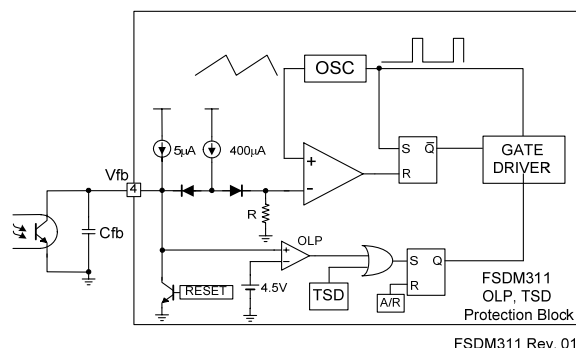 OSC
5µA
400µA
Vfb
4
+
-
S
Q
R
GATE
DRIVER
Cfb
R
OLP
+
-
RESET
4.5V
TSD
S
Q
R
A/R
FSDM311
OLP, TSD
Protection Block
FSDM311 Rev. 01